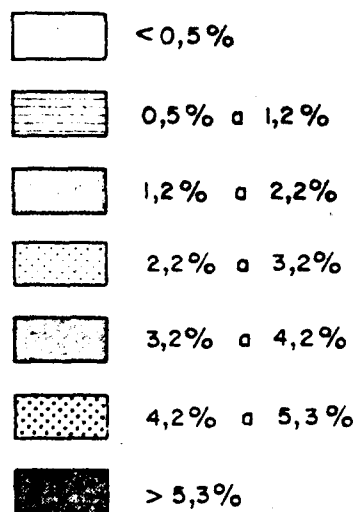 < 0,5%
0,5% a 1,2%
1,2% a 2,2%
2,2% a 3,2%
3,2% a 4,2%
4,2% a 5,3%
> 5,3%